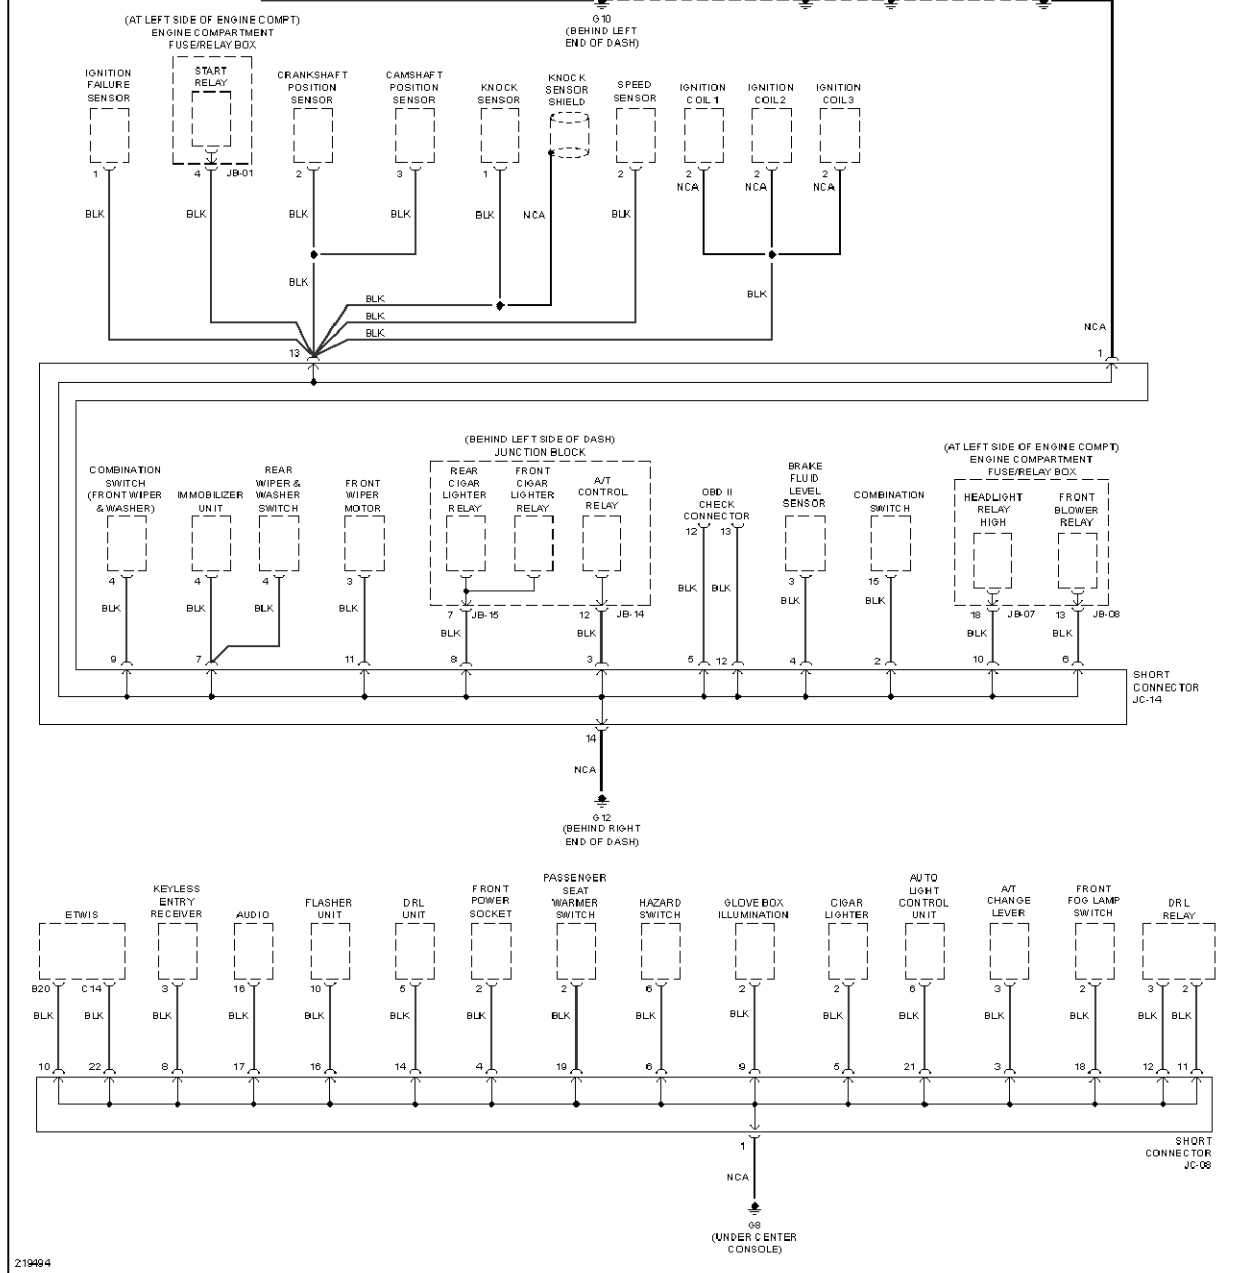 (AT LEFT SIDE OF ENGINE COMPT)
ENGINE COMPARTMENT
FUSE/RELAY BOX
G10
(BEHIND LEFT
END OF DASH)
IGNITION
FAILURE
SENSOR
START
RELAY
CRANKSHAFT
POSITION
SENSOR
CAMSHAFT
POSITION
SENSOR
KNOCK
SENSOR
KNOCK
SENSOR
SHIELD
SPEED
SENSOR
IGNITION
COIL 1
IGNITION
COIL2
IGNITION
COIL3
1 4 JB-01 2 3 1 2 2 2 2
NCA NCA NCA
BLK BLK BLK BLK BLK NCA BLK
BLK BLK BLK
BLK
BLK
NCA
13 1
(BEHIND LEFT SIDE OF DASH)
JUNCTION BLOCK
(AT LEFT SIDE OF ENGINE COMPT)
ENGINE COMPARTMENT
FUSE/RELAY BOX
COMBINATION
SWITCH
(FRONT WIPER
& WASHER)
IMMOBILIZER
UNIT
REAR
WIPER &
WASHER
SWITCH
FRONT
WIPER
MOTOR
REAR
CIGAR
LIGHTER
RELAY
FRONT
CIGAR
LIGHTER
RELAY
A/T
CONTROL
RELAY
OBD II
CHECK
CONNECTOR
BRAKE
FLUID
LEVEL
SENSOR
COMBINATION
SWITCH
HEADLIGHT
RELAY
HIGH
FRONT
BLOWER
RELAY
12 13
4 4 4 3 3 15
7 JB-15 12 JB-14 18 JB-07 13 JB-08
BLK BLK BLK BLK BLK BLK BLK BLK BLK BLK BLK BLK
9 7 11 8 3 5 12 4 2 10 6
SHORT
CONNECTOR
JC-14
14
NCA
G12
(BEHIND RIGHT
END OF DASH)
ETWIS
KEYLESS
ENTRY
RECEIVER
AUDIO
FLASHER
UNIT
DRL
UNIT
FRONT
POWER
SOCKET
PASSENGER
SEAT
WARMER
SWITCH
HAZARD
SWITCH
GLOVE BOX
ILLUMINATION
CIGAR
LIGHTER
AUTO
LIGHT
CONTROL
UNIT
A/T
CHANGE
LEVER
FRONT
FOG LAMP
SWITCH
DRL
RELAY
B20 C14 3 16 10 5 2 2 6 2 2 6 3 2 3 2
BLK BLK BLK BLK BLK BLK BLK BLK BLK BLK BLK BLK BLK BLK BLK BLK
10 22 8 17 16 14 4 19 6 9 5 21 3 18 12 11
1
SHORT
CONNECTOR
JC-08
NCA
G8
(UNDER CENTER
CONSOLE)
219494